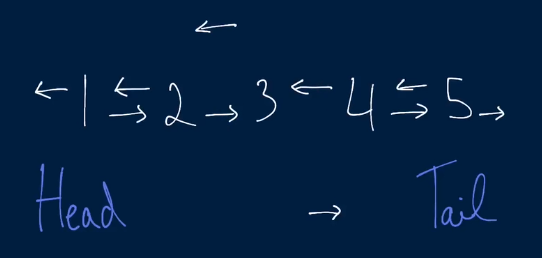 ←
← 1 ⇄ 2 → 3 ← 4 ⇄ 5 →
Head → Tail